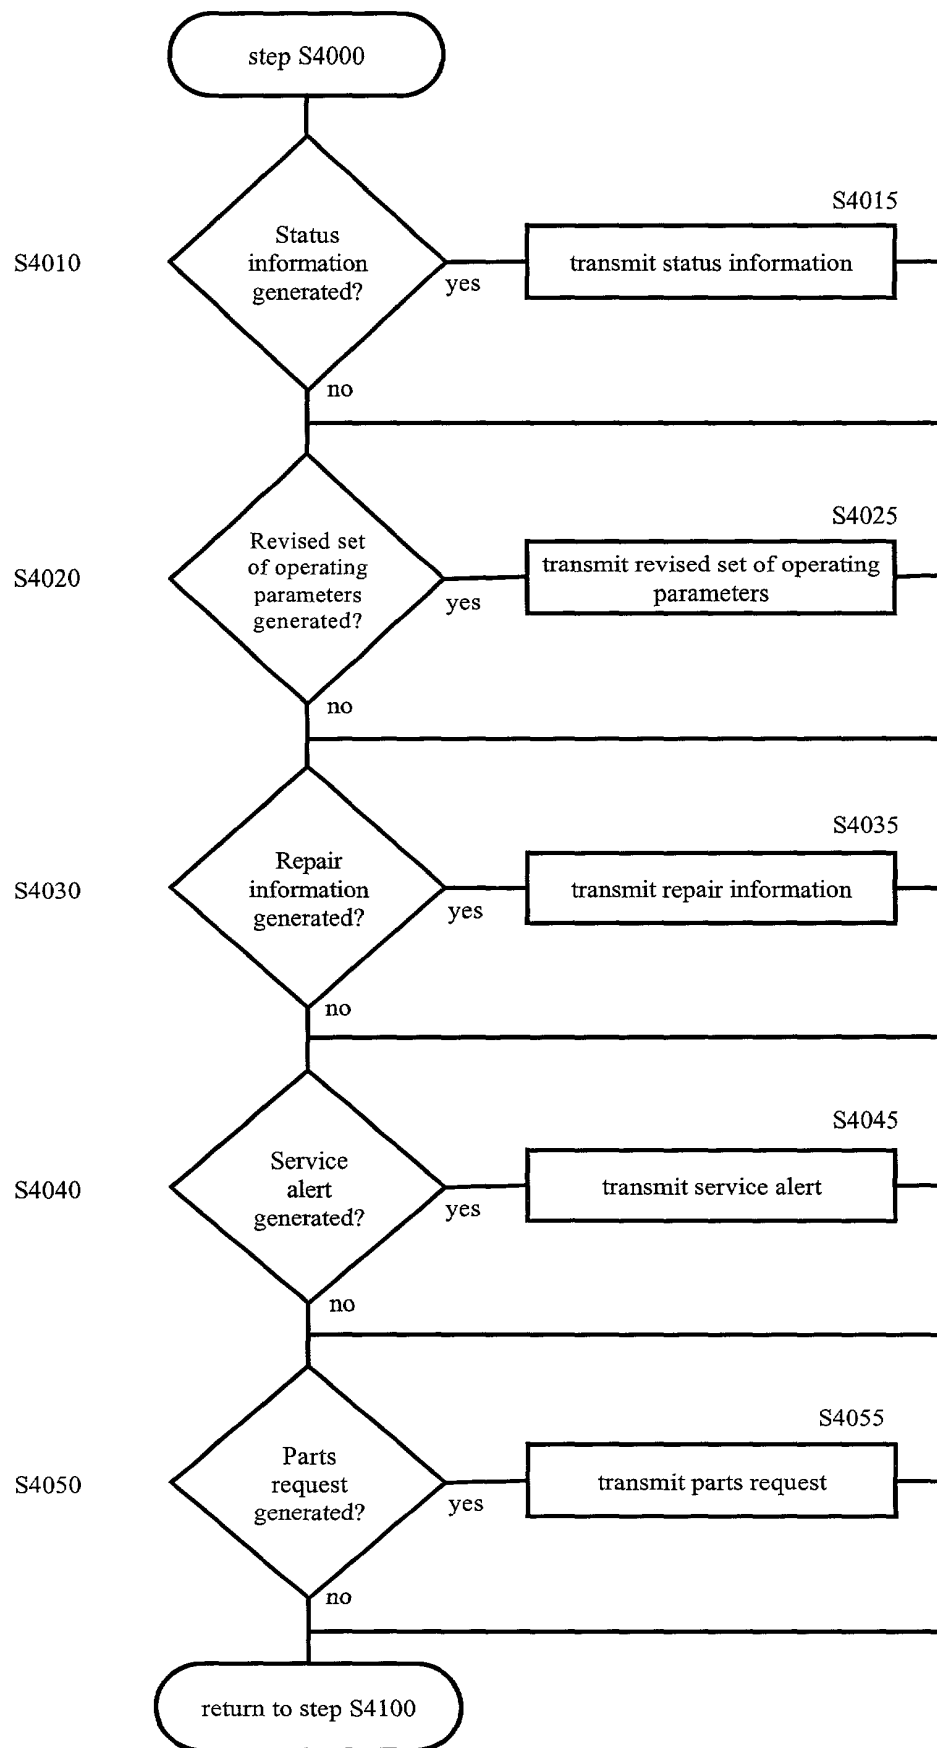 step S4000
S4015
Status
S4010
information
transmit status information
generated?
yes
no
S4025
Revised set
of operating
transmit revised set of operating
S4020
parameters
parameters
generated?
yes
no
S4035
Repair
S4030
information
transmit repair information
generated?
yes
no
S4045
Service
S4040
alert
transmit service alert
generated?
yes
no
S4055
Parts
S4050
request
transmit parts request
generated?
yes
no
return to step S4100